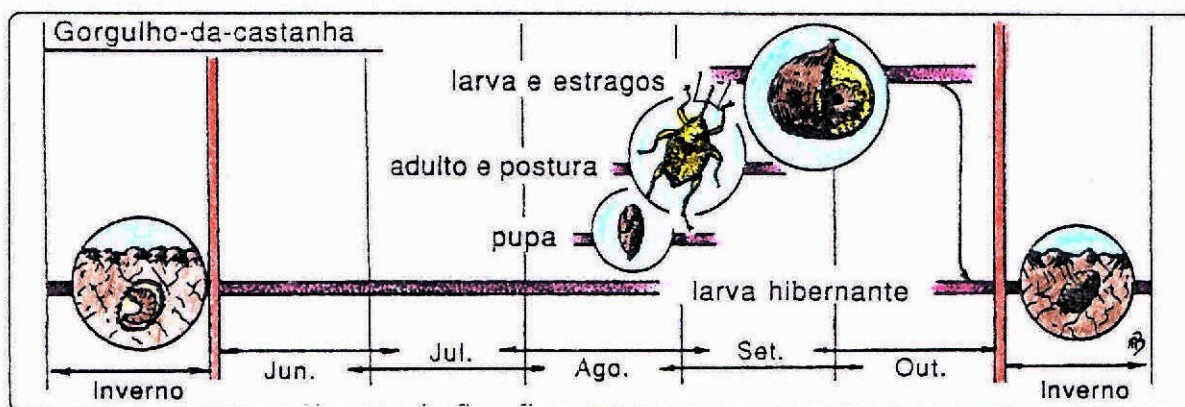 Gorgulho-da-castanha
larva e estragos
adulto e postura
pupa
larva hibernante
Inverno
Jun.
Jul.
Ago.
Set.
Out.
Inverno